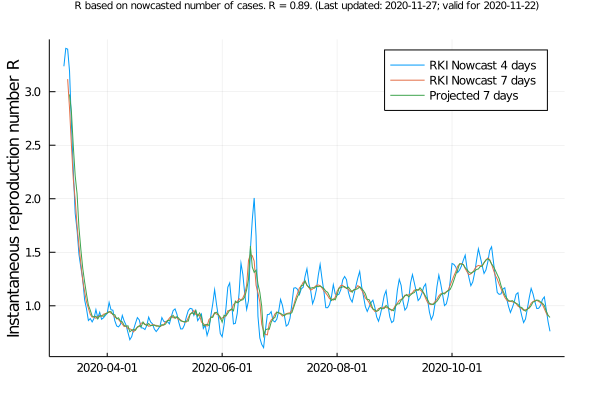 R based on nowcasted number of cases. R = 0.89. (Last updated: 2020-11-27; valid for 2020-11-22)
Instantaneous reproduction number R
3.0
2.5
2.0
1.5
1.0
RKI Nowcast 4 days
RKI Nowcast 7 days
Projected 7 days
2020-04-01 2020-06-01 2020-08-01 2020-10-01